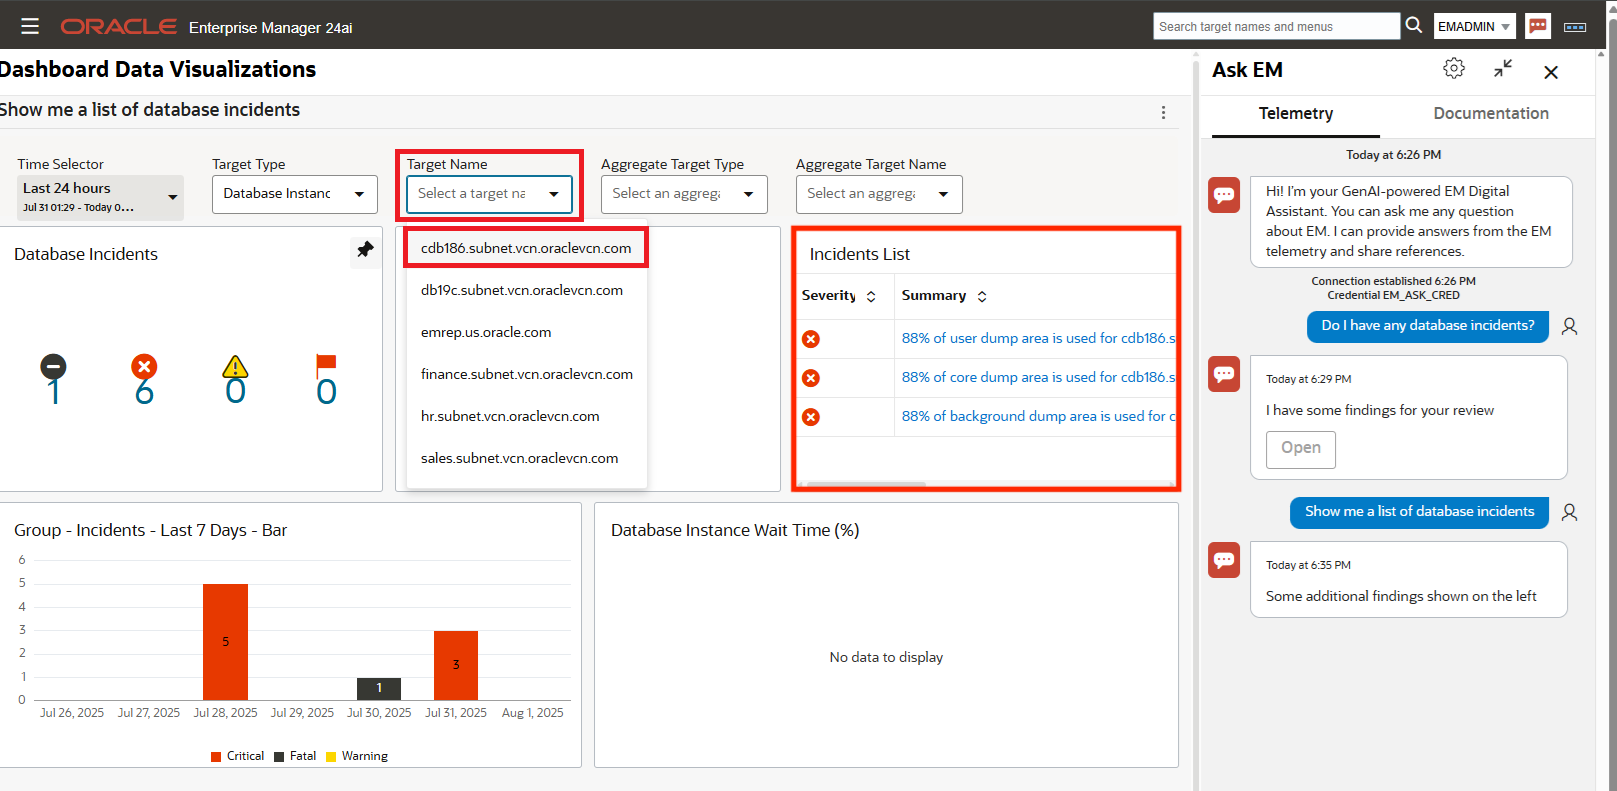 ORACLE Enterprise Manager 24ai
Search target names and menus
EMADMIN
Dashboard Data Visualizations
Show me a list of database incidents
Time Selector
Last 24 hours
Jul 31 01:29 - Today 0...
Target Type
Database Instanc
Target Name
Select a target na
Aggregate Target Type
Select an aggrega
Aggregate Target Name
Select an aggrega
cdb186.subnet.vcn.oraclevcn.com
db19c.subnet.vcn.oraclevcn.com
emrep.us.oracle.com
finance.subnet.vcn.oraclevcn.com
hr.subnet.vcn.oraclevcn.com
sales.subnet.vcn.oraclevcn.com
Database Incidents
1 6 0 0
Incidents List
Severity Summary
88% of user dump area is used for cdb186.s
88% of core dump area is used for cdb186.s
88% of background dump area is used for c
Group - Incidents - Last 7 Days - Bar
6
5
4
3
2
1
0
5
1
3
Jul 26, 2025 Jul 27, 2025 Jul 28, 2025 Jul 29, 2025 Jul 30, 2025 Jul 31, 2025 Aug 1, 2025
Critical Fatal Warning
Database Instance Wait Time (%)
No data to display
Ask EM
Telemetry Documentation
Today at 6:26 PM
Hi! I'm your GenAI-powered EM Digital
Assistant. You can ask me any question
about EM. I can provide answers from the EM
telemetry and share references.
Connection established 6:26 PM
Credential EM_ASK_CRED
Do I have any database incidents?
Today at 6:29 PM
I have some findings for your review
Open
Show me a list of database incidents
Today at 6:35 PM
Some additional findings shown on the left